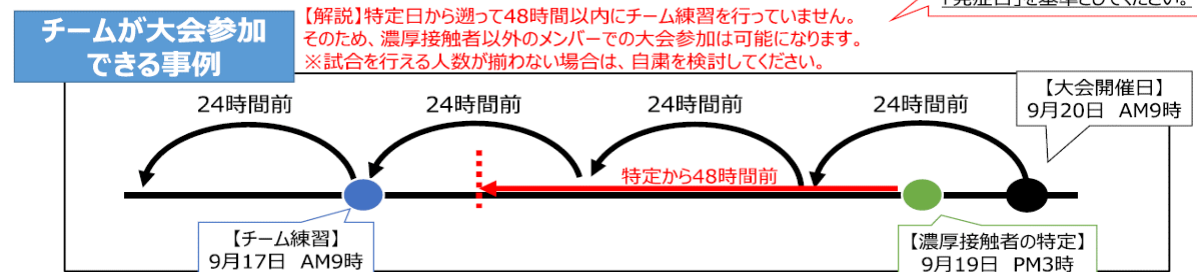 「発症日」を基準としてください。
チームが大会参加
できる事例
【解説】特定日から遡って48時間以内にチーム練習を行っていません。
そのため、濃厚接触者以外のメンバーでの大会参加は可能になります。
※試合を行える人数が揃わない場合は、自粛を検討してください。
【大会開催日】
9月20日 AM9時
24時間前
24時間前
24時間前
24時間前
特定から48時間前
【チーム練習】
9月17日 AM9時
【濃厚接触者の特定】
9月19日 PM3時